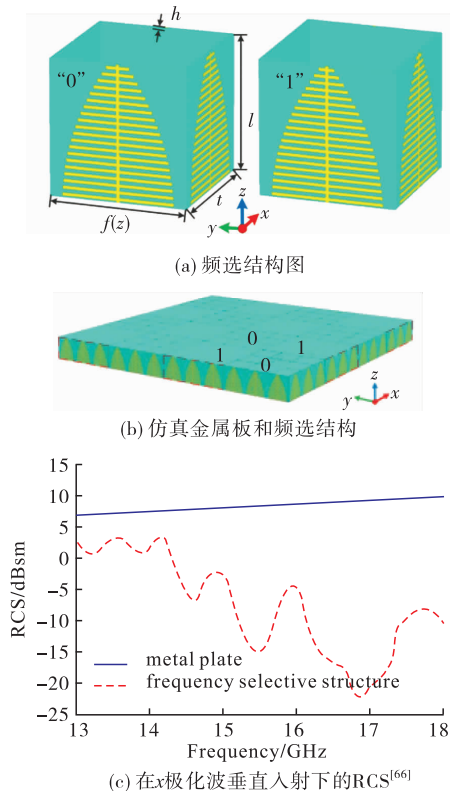 h
“0” “1” l
f(z) t z x y
(a) 频选结构图
0
1 1
0
z
y x
(b) 仿真金属板和频选结构
15
10
5
0
−5
−10
−15
−20
−25
RCS/dBsm
metal plate
frequency selective structure
13 14 15 16 17 18
Frequency/GHz
(c) 在x极化波垂直入射下的RCS[66]